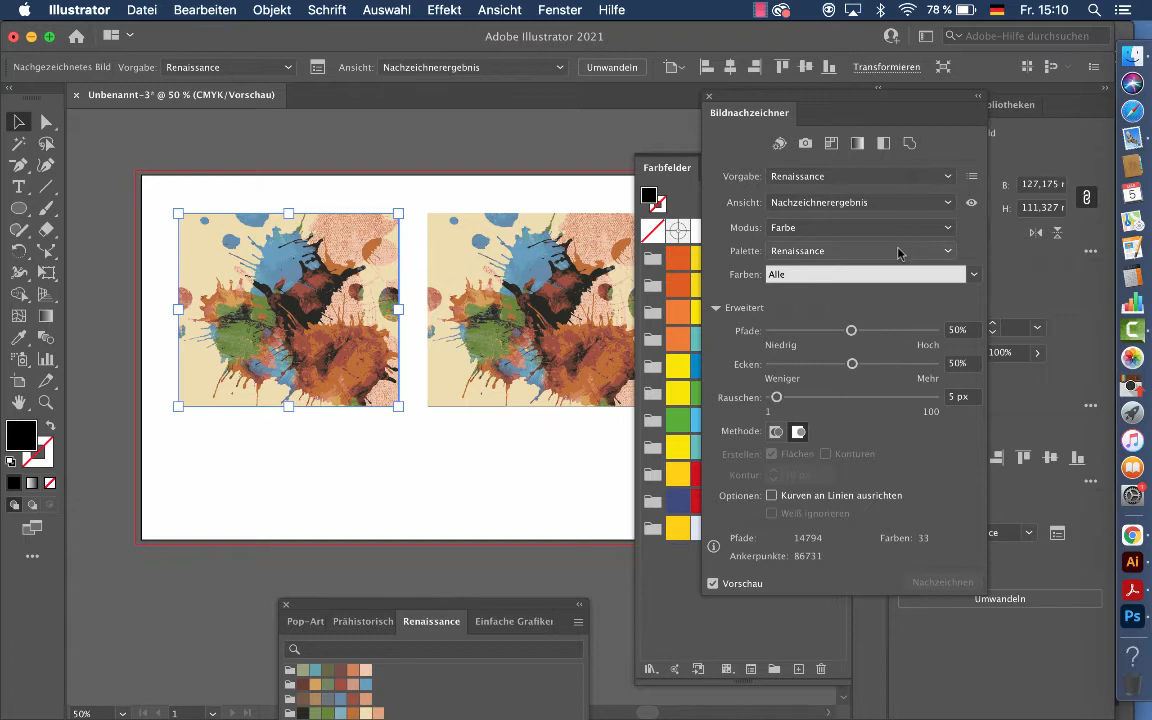 Illustrator Datei Bearbeiten Objekt Schrift Auswahl Effekt Ansicht Fenster Hilfe 78 % Fr. 15:10
Adobe Illustrator 2021 Adobe-Hilfe durchsuchen
Nachgezeichnetes Bild Vorgabe: Renaissance Ansicht: Nachzeichnerergebnis Umwandeln Transformieren
× Unbenannt-3* @ 50 % (CMYK/Vorschau)
Bildnachzeichner
Farbfelder
Vorgabe: Renaissance
Ansicht: Nachzeichnerergebnis
Modus: Farbe
Palette: Renaissance
Farben: Alle
Erweitert
Pfade: 50%
Niedrig Hoch
Ecken: 50%
Weniger Mehr
Rauschen: 5 px
1 100
Methode:
Erstellen: Flächen Konturen
Kontur:
Optionen: Kurven an Linien ausrichten
Weiß ignorieren
Pfade: 14794 Farben: 33
Ankerpunkte: 86731
Vorschau Nachzeichnen
B: 127,175
H: 111,327
100%
Umwandeln
Pop-Art Prähistorisch Renaissance Einfache Grafiker
50% 1